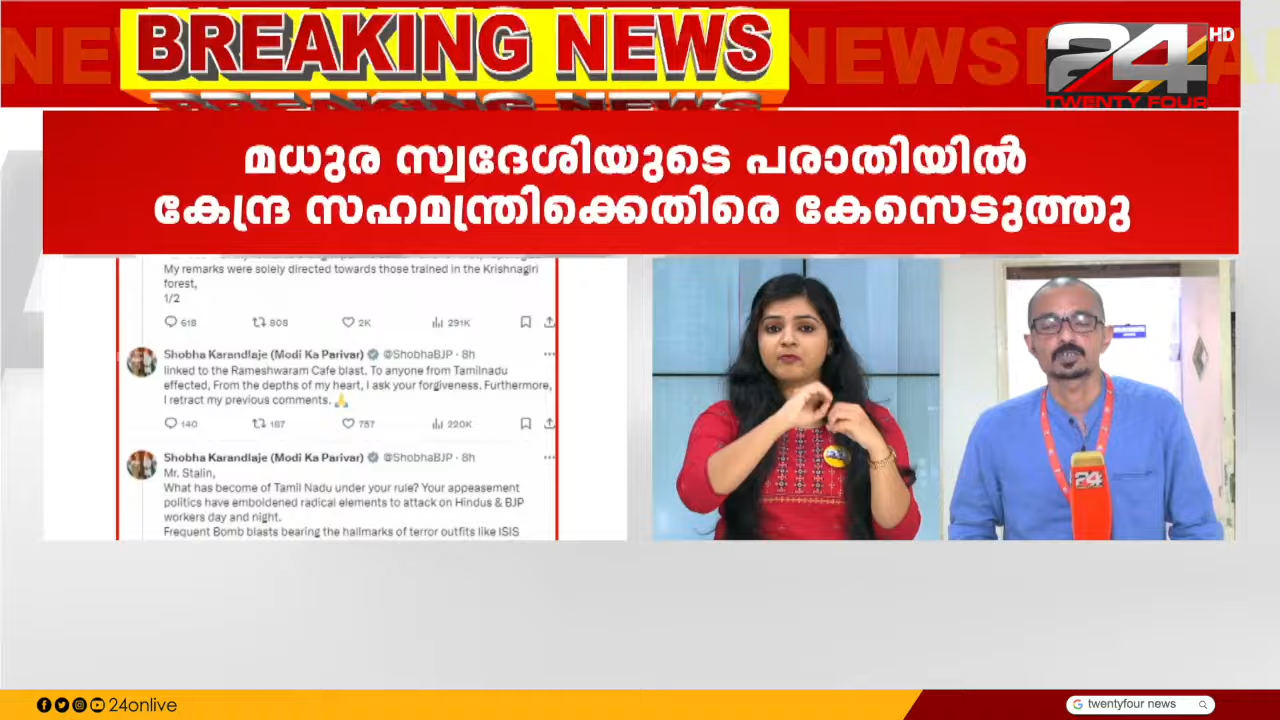 BREAKING NEWS
24
HD
TWENTY FOUR
മധുര സ്വദേശിയുടെ പരാതിയിൽ
കേന്ദ്ര സഹമന്ത്രിക്കെതിരെ കേസെടുത്തു
My remarks were solely directed towards those trained in the Krishnagiri
forest,
1/2
618 808 2K 291K
Shobha Karandlaje (Modi Ka Parivar) @ShobhaBJP · 8h
linked to the Rameshwaram Cafe blast. To anyone from Tamilnadu
effected, From the depths of my heart, I ask your forgiveness. Furthermore,
I retract my previous comments. 🙏
140 187 757 220K
Shobha Karandlaje (Modi Ka Parivar) @ShobhaBJP · 8h
Mr. Stalin,
What has become of Tamil Nadu under your rule? Your appeasement
politics have emboldened radical elements to attack on Hindus & BJP
workers day and night.
Frequent Bomb blasts bearing the hallmarks of terror outfits like ISIS
24
24onlive
twentyfour news